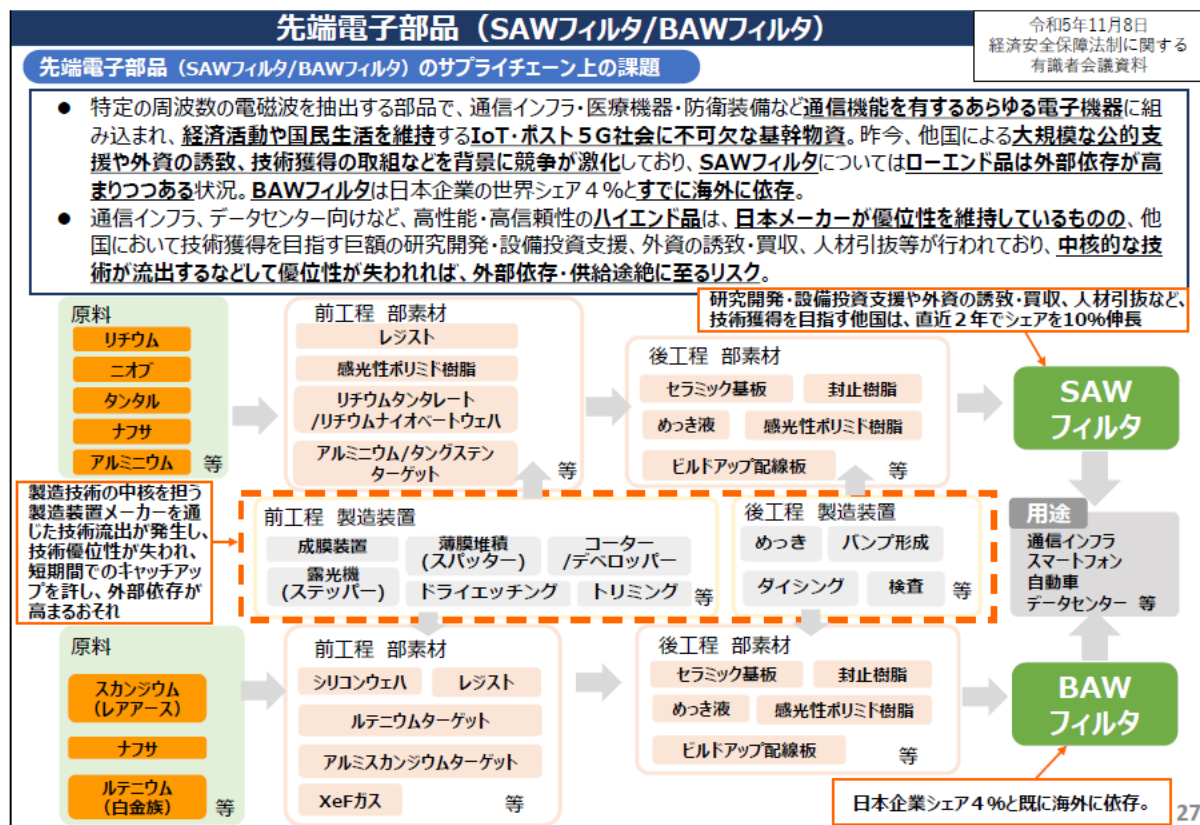 先端電子部品（SAWフィルタ/BAWフィルタ）
令和5年11月8日
経済安全保障法制に関する
有識者会議資料
先端電子部品（SAWフィルタ/BAWフィルタ）のサプライチェーン上の課題
● 特定の周波数の電磁波を抽出する部品で、通信インフラ・医療機器・防衛装備など通信機能を有するあらゆる電子機器に組
み込まれ、経済活動や国民生活を維持するIoT・ポスト５G社会に不可欠な基幹物資。昨今、他国による大規模な公的支
援や外資の誘致、技術獲得の取組などを背景に競争が激化しており、SAWフィルタについてはローエンド品は外部依存が高
まりつつある状況。BAWフィルタは日本企業の世界シェア４%とすでに海外に依存。
● 通信インフラ、データセンター向けなど、高性能・高信頼性のハイエンド品は、日本メーカーが優位性を維持しているものの、他
国において技術獲得を目指す巨額の研究開発・設備投資支援、外資の誘致・買収、人材引抜等が行われており、中核的な技
術が流出するなどして優位性が失われれば、外部依存・供給途絶に至るリスク。
研究開発・設備投資支援や外資の誘致・買収、人材引抜など、
技術獲得を目指す他国は、直近２年でシェアを10%伸長
原料
リチウム
ニオブ
タンタル
ナフサ
アルミニウム
等
前工程 部素材
レジスト
感光性ポリミド樹脂
リチウムタンタレート
/リチウムナイオベートウェハ
アルミニウム/タングステン
ターゲット
等
後工程 部素材
セラミック基板
封止樹脂
めっき液
感光性ポリミド樹脂
ビルドアップ配線板
等
SAW
フィルタ
製造技術の中核を担う
製造装置メーカーを通
じた技術流出が発生し、
技術優位性が失われ、
短期間でのキャッチアッ
プを許し、外部依存が
高まるおそれ
前工程 製造装置
成膜装置
薄膜堆積
(スパッター)
コーター
/デベロッパー
露光機
(ステッパー)
ドライエッチング
トリミング
等
後工程 製造装置
めっき
バンプ形成
ダイシング
検査
等
用途
通信インフラ
スマートフォン
自動車
データセンター 等
原料
スカンジウム
(レアアース)
ナフサ
ルテニウム
(白金族)
等
前工程 部素材
シリコンウェハ
レジスト
ルテニウムターゲット
アルミスカンジウムターゲット
XeFガス
等
後工程 部素材
セラミック基板
封止樹脂
めっき液
感光性ポリミド樹脂
ビルドアップ配線板
等
BAW
フィルタ
日本企業シェア４%と既に海外に依存。
27